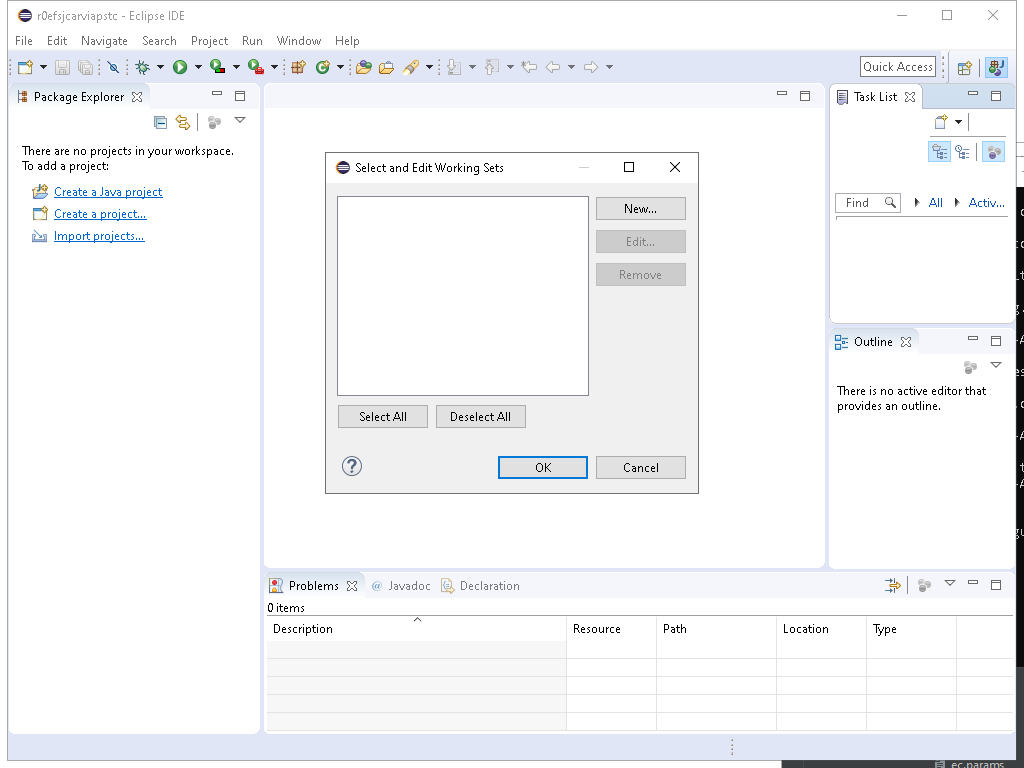 r0efsjcarviapstc - Eclipse IDE
File Edit Navigate Search Project Run Window Help
Quick Access
Package Explorer
There are no projects in your workspace.
To add a project:
Create a Java project
Create a project...
Import projects...
Select and Edit Working Sets
New...
Edit...
Remove
Select All
Deselect All
?
OK
Cancel
Task List
Find
All
Activ...
Outline
There is no active editor that
provides an outline.
Problems
@ Javadoc
Declaration
0 items
Description Resource Path Location Type
ec.params